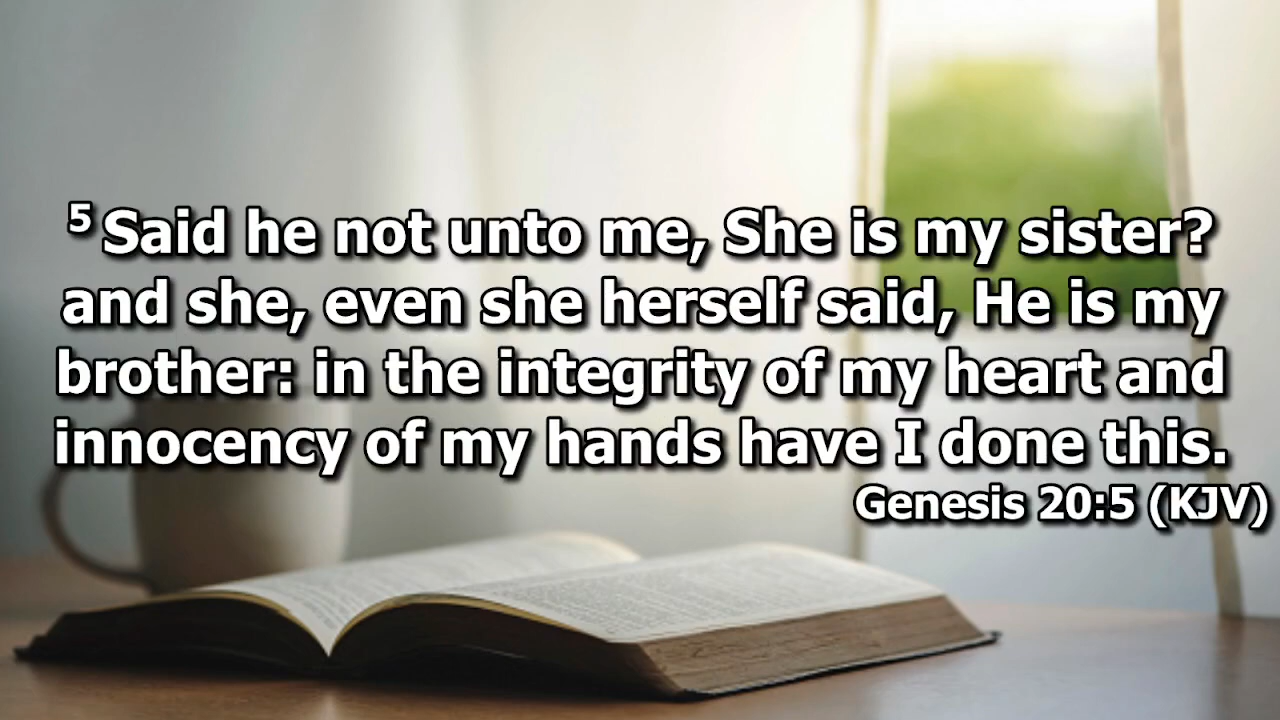 5 Said he not unto me, She is my sister?
and she, even she herself said, He is my
brother: in the integrity of my heart and
innocency of my hands have I done this.
Genesis 20:5 (KJV)